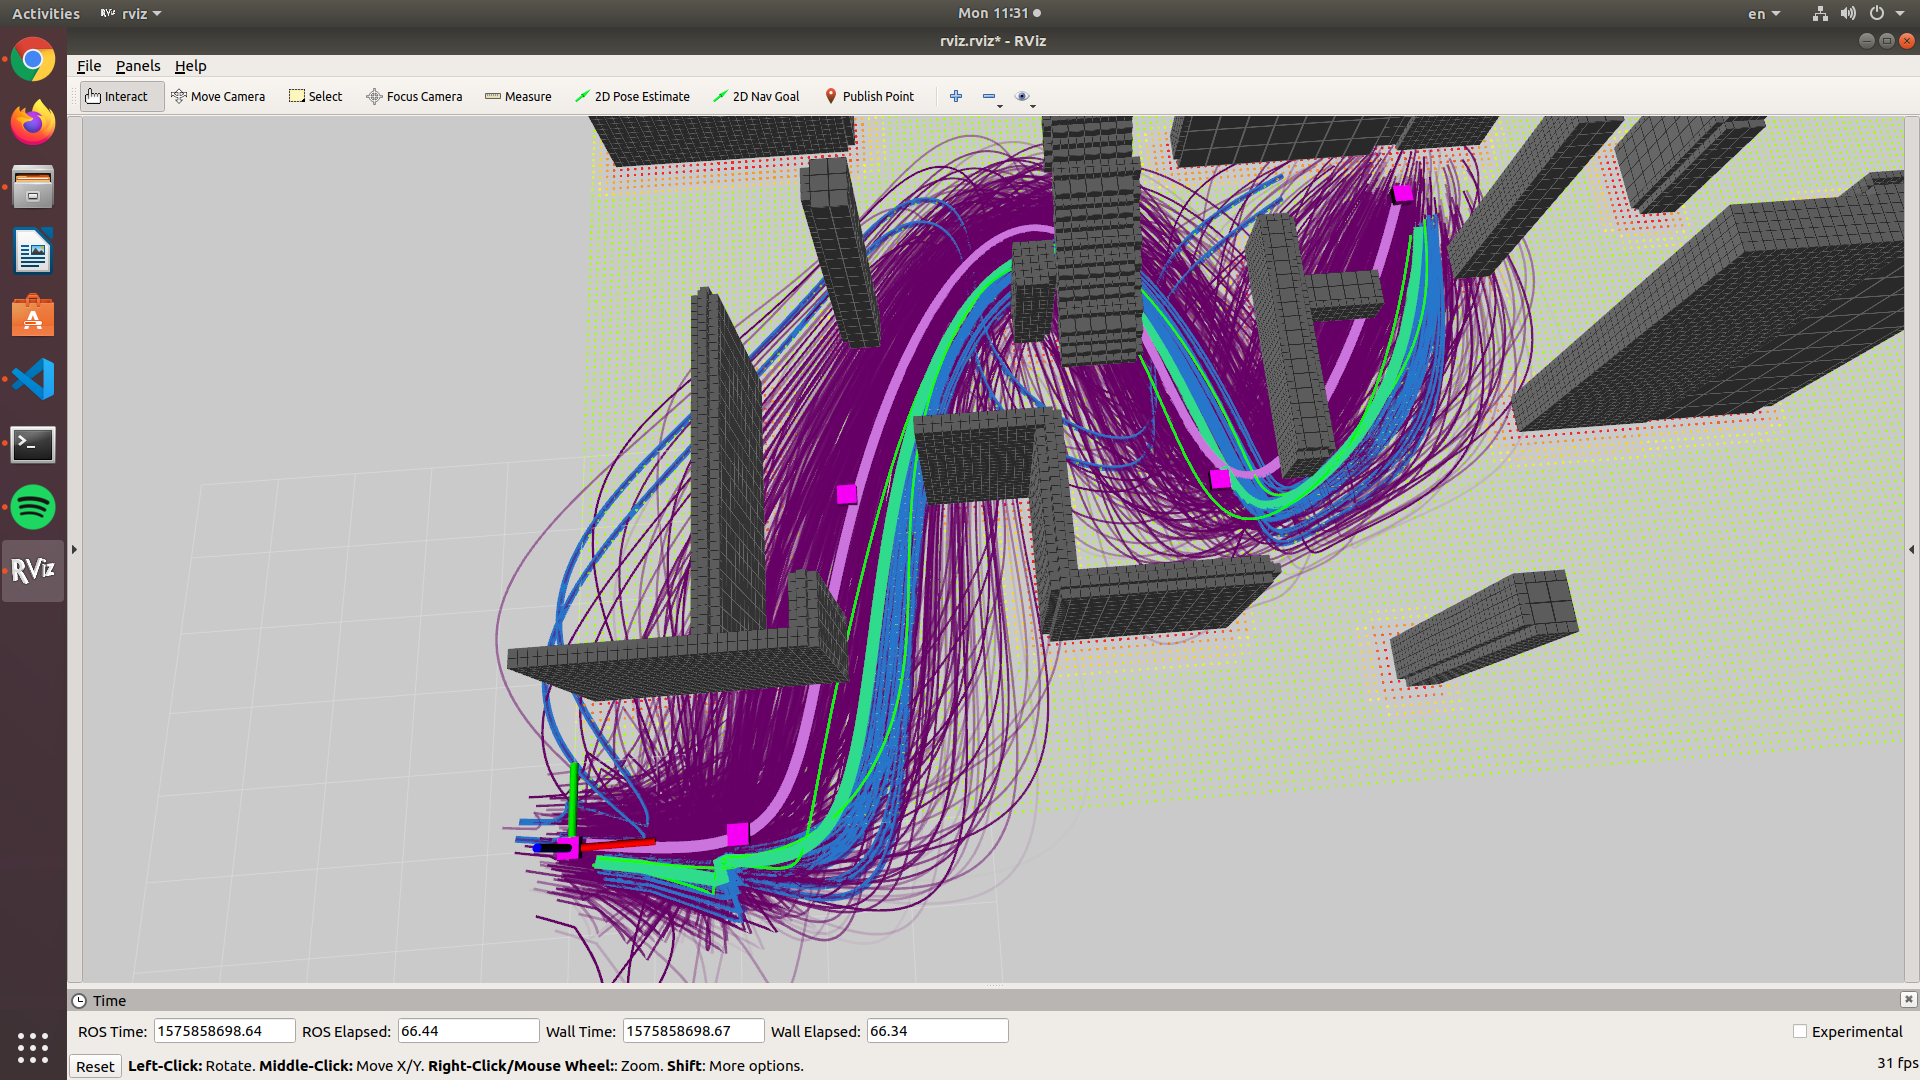 Activities RViz rviz Mon 11:31 en
rviz.rviz* - RViz
File Panels Help
Interact Move Camera Select Focus Camera Measure 2D Pose Estimate 2D Nav Goal Publish Point
RViz
Time
ROS Time: 1575858698.64 ROS Elapsed: 66.44 Wall Time: 1575858698.67 Wall Elapsed: 66.34 Experimental
Reset Left-Click: Rotate. Middle-Click: Move X/Y. Right-Click/Mouse Wheel:: Zoom. Shift: More options. 31 fps